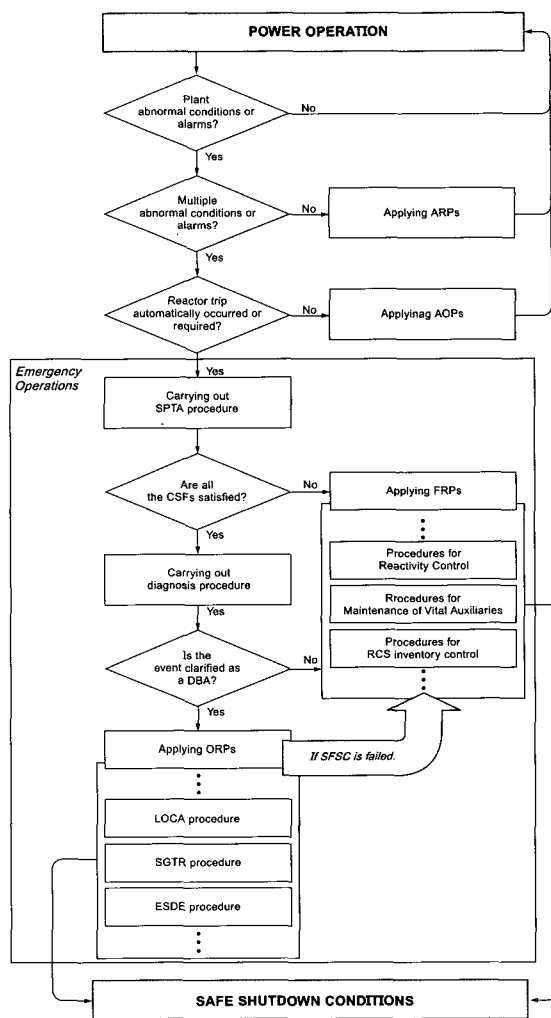 POWER OPERATION
Plant
abnormal conditions or
alarms?
No
Yes
Multiple
abnormal conditions or
alarms?
No
Applying ARPs
Yes
Reactor trip
automatically occurred or
required?
No
Applyinag AOPs
Emergency
Operations
Yes
Carrying out
SPTA procedure
Are all
the CSFs satisfied?
No
Applying FRPs
Yes
Procedures for
Reactivity Control
Carrying out
diagnosis procedure
Rrocedures for
Maintenance of Vital Auxiliaries
Yes
Procedures for
RCS inventory control
Is the
event clarified as
a DBA?
No
Yes
Applying ORPs
If SFSC is failed.
LOCA procedure
SGTR procedure
ESDE procedure
SAFE SHUTDOWN CONDITIONS